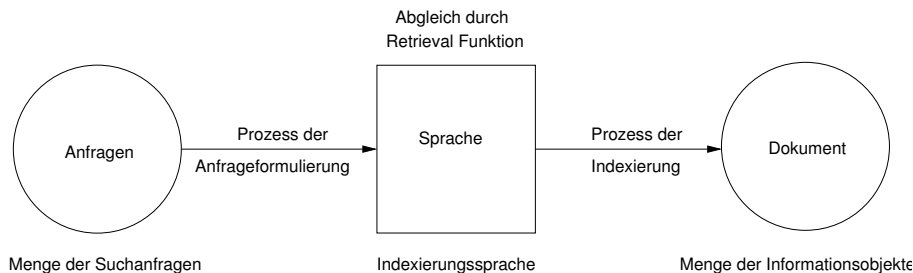 Abgleich durch
Retrieval Funktion
Anfragen
Prozess der
Anfrageformulierung
Sprache
Prozess der
Indexierung
Dokument
Menge der Suchanfragen
Indexierungssprache
Menge der Informationsobjekte